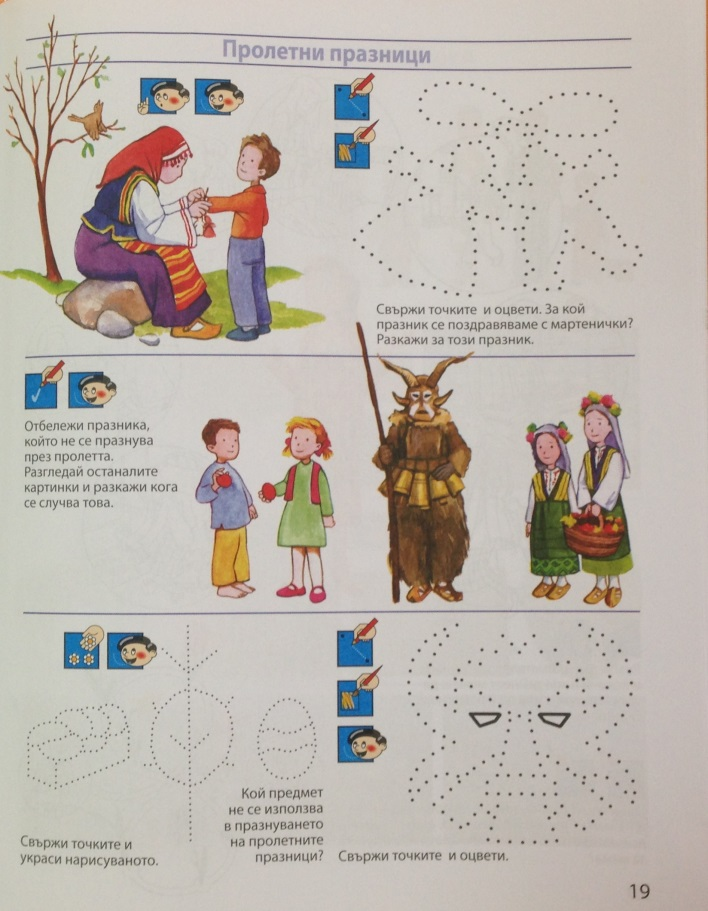 Пролетни празници
Свържи точките и оцвети. За кой
празник се поздравяваме с мартенички?
Разкажи за този празник.
Отбележи празника,
който не се празнува
през пролетта.
Разгледай останалите
картинки и разкажи кога
се случва това.
Свържи точките и
украси нарисуваното.
Кой предмет
не се използва
в празнуването
на пролетните
празници?
Свържи точките и оцвети.
19